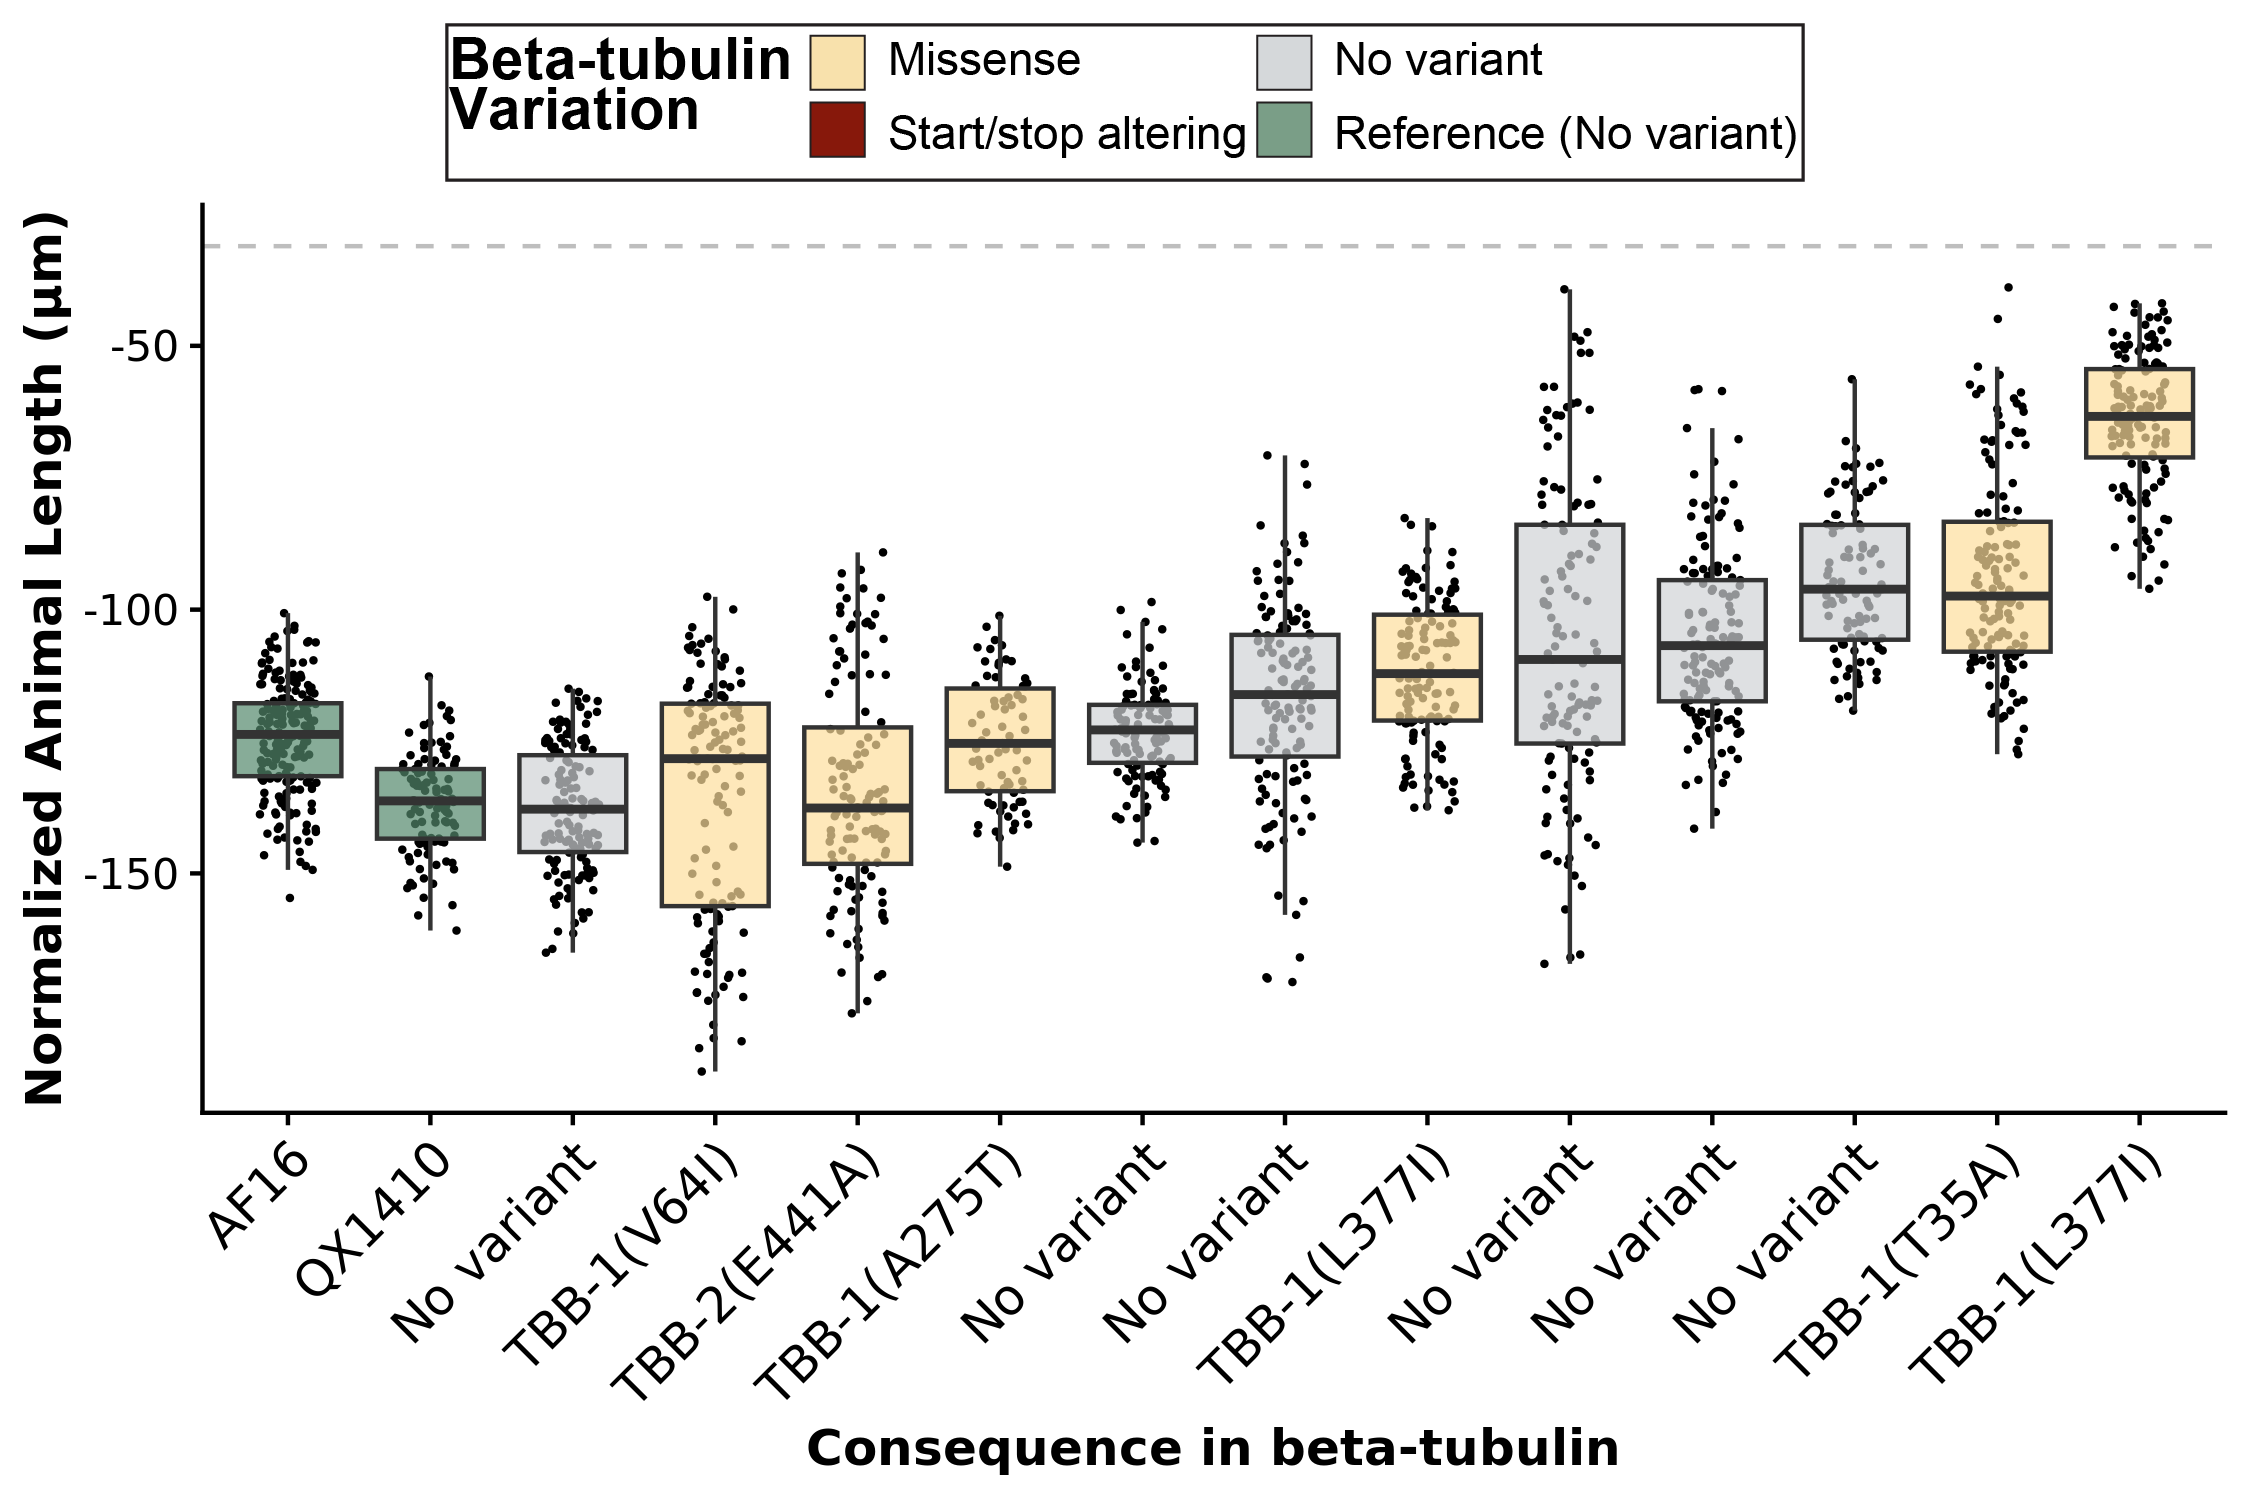 Beta-tubulin
Variation
Missense
No variant
Start/stop altering
Reference (No variant)
Normalized Animal Length (µm)
-50
-100
-150
AF16
QX1410
No variant
TBB-1(V64I)
TBB-2(E441A)
TBB-1(A275T)
No variant
No variant
TBB-1(L377I)
No variant
No variant
No variant
TBB-1(T35A)
TBB-1(L377I)
Consequence in beta-tubulin